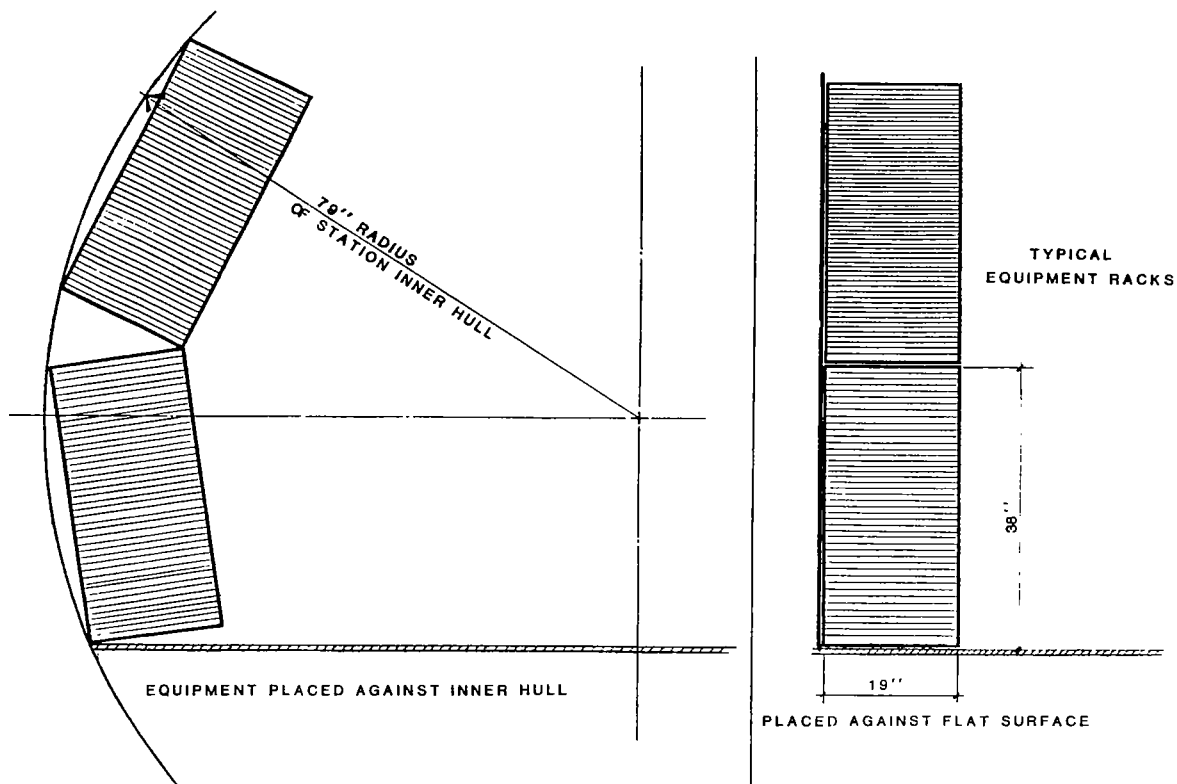 79'' RADIUS
OF STATION INNER HULL
EQUIPMENT PLACED AGAINST INNER HULL
TYPICAL
EQUIPMENT RACKS
38''
19''
PLACED AGAINST FLAT SURFACE